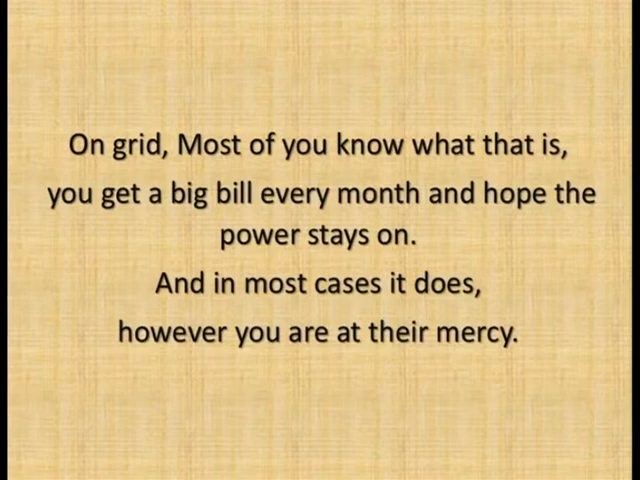 On grid, Most of you know what that is,
you get a big bill every month and hope the
power stays on.
And in most cases it does,
however you are at their mercy.